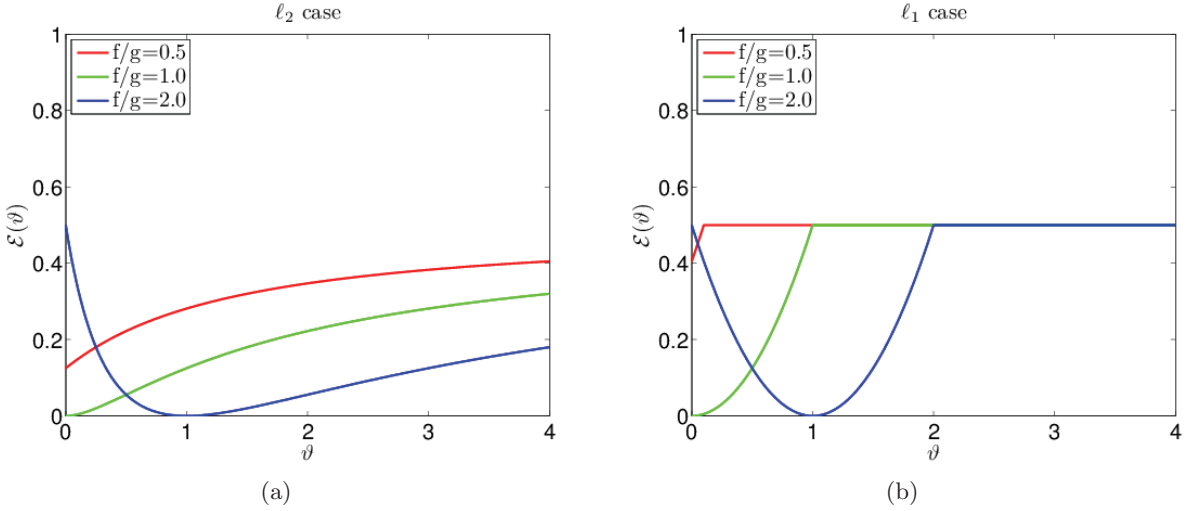 ℓ₂ case
f/g=0.5
f/g=1.0
f/g=2.0
1
0.8
0.6
0.4
0.2
0
ℰ(ϑ)
0 1 2 3 4
ϑ
(a)
ℓ₁ case
f/g=0.5
f/g=1.0
f/g=2.0
1
0.8
0.6
0.4
0.2
0
ℰ(ϑ)
0 1 2 3 4
ϑ
(b)